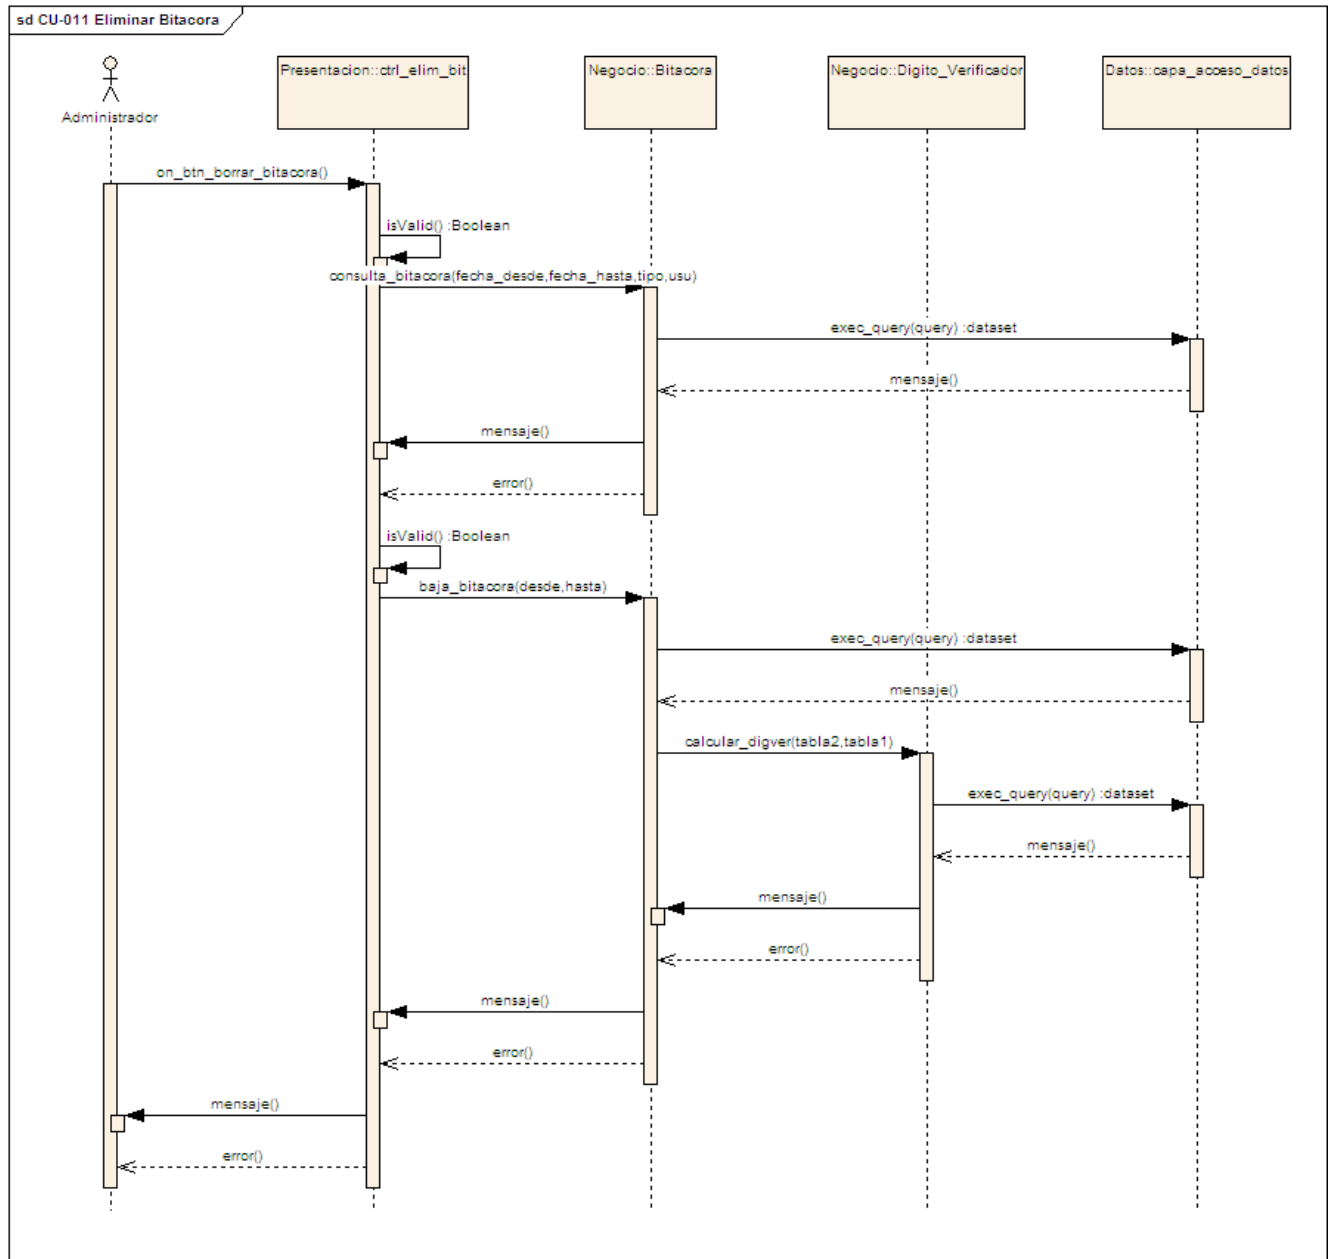 sd CU-011 Eliminar Bitacora
Administrador
Presentacion::ctrl_elim_bit
Negocio::Bitacora
Negocio::Digito_Verificador
Datos::capa_acceso_datos
on_btn_borrar_bitacora()
isValid() :Boolean
consulta_bitacora(fecha_desde,fecha_hasta,tipo,usu)
exec_query(query) :dataset
mensaje()
mensaje()
error()
isValid() :Boolean
baja_bitacora(desde,hasta)
exec_query(query) :dataset
mensaje()
calcular_digver(tabla2,tabla1)
exec_query(query) :dataset
mensaje()
mensaje()
error()
mensaje()
error()
mensaje()
error()